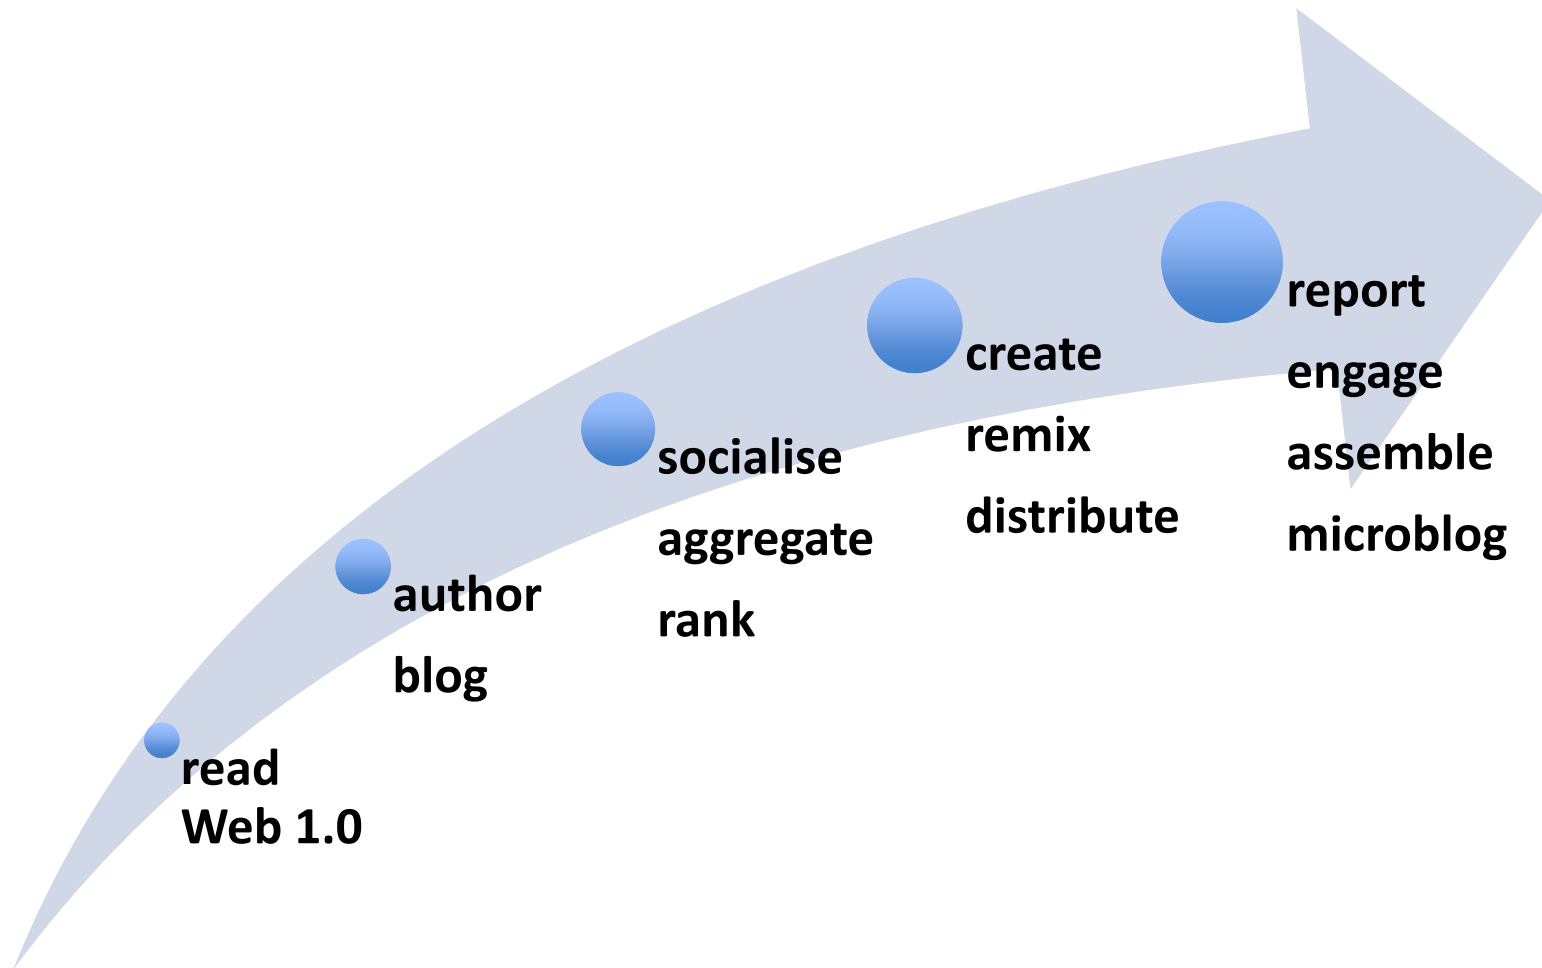 read
Web 1.0
author
blog
socialise
aggregate
rank
create
remix
distribute
report
engage
assemble
microblog